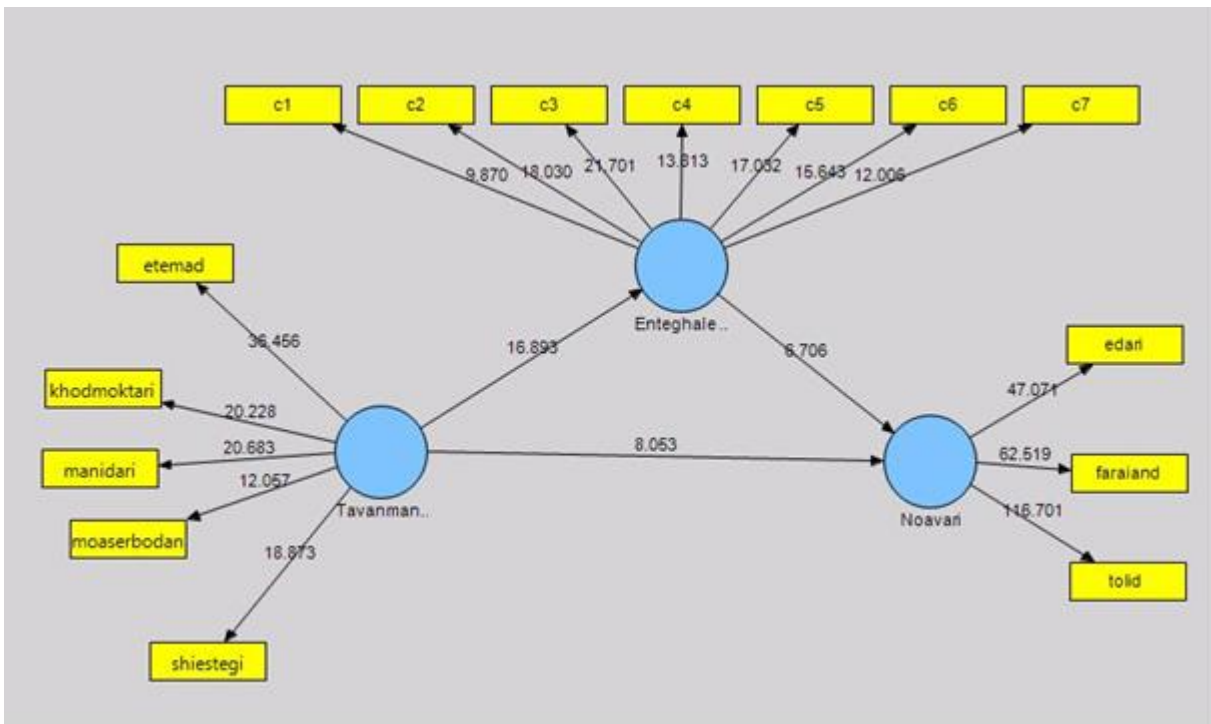 c1
c2
c3
c4
c5
c6
c7
9.870
18.030
21.701
13.813
17.032
15.643
12.006
etemad
36.456
Enteghale ..
16.893
6.706
edari
47.071
khodmoktari
20.228
manidari
20.683
8.053
62.519
faraiand
12.057
moaserbodan
Tavanman..
Noavari
116.701
18.873
tolid
shiestegi